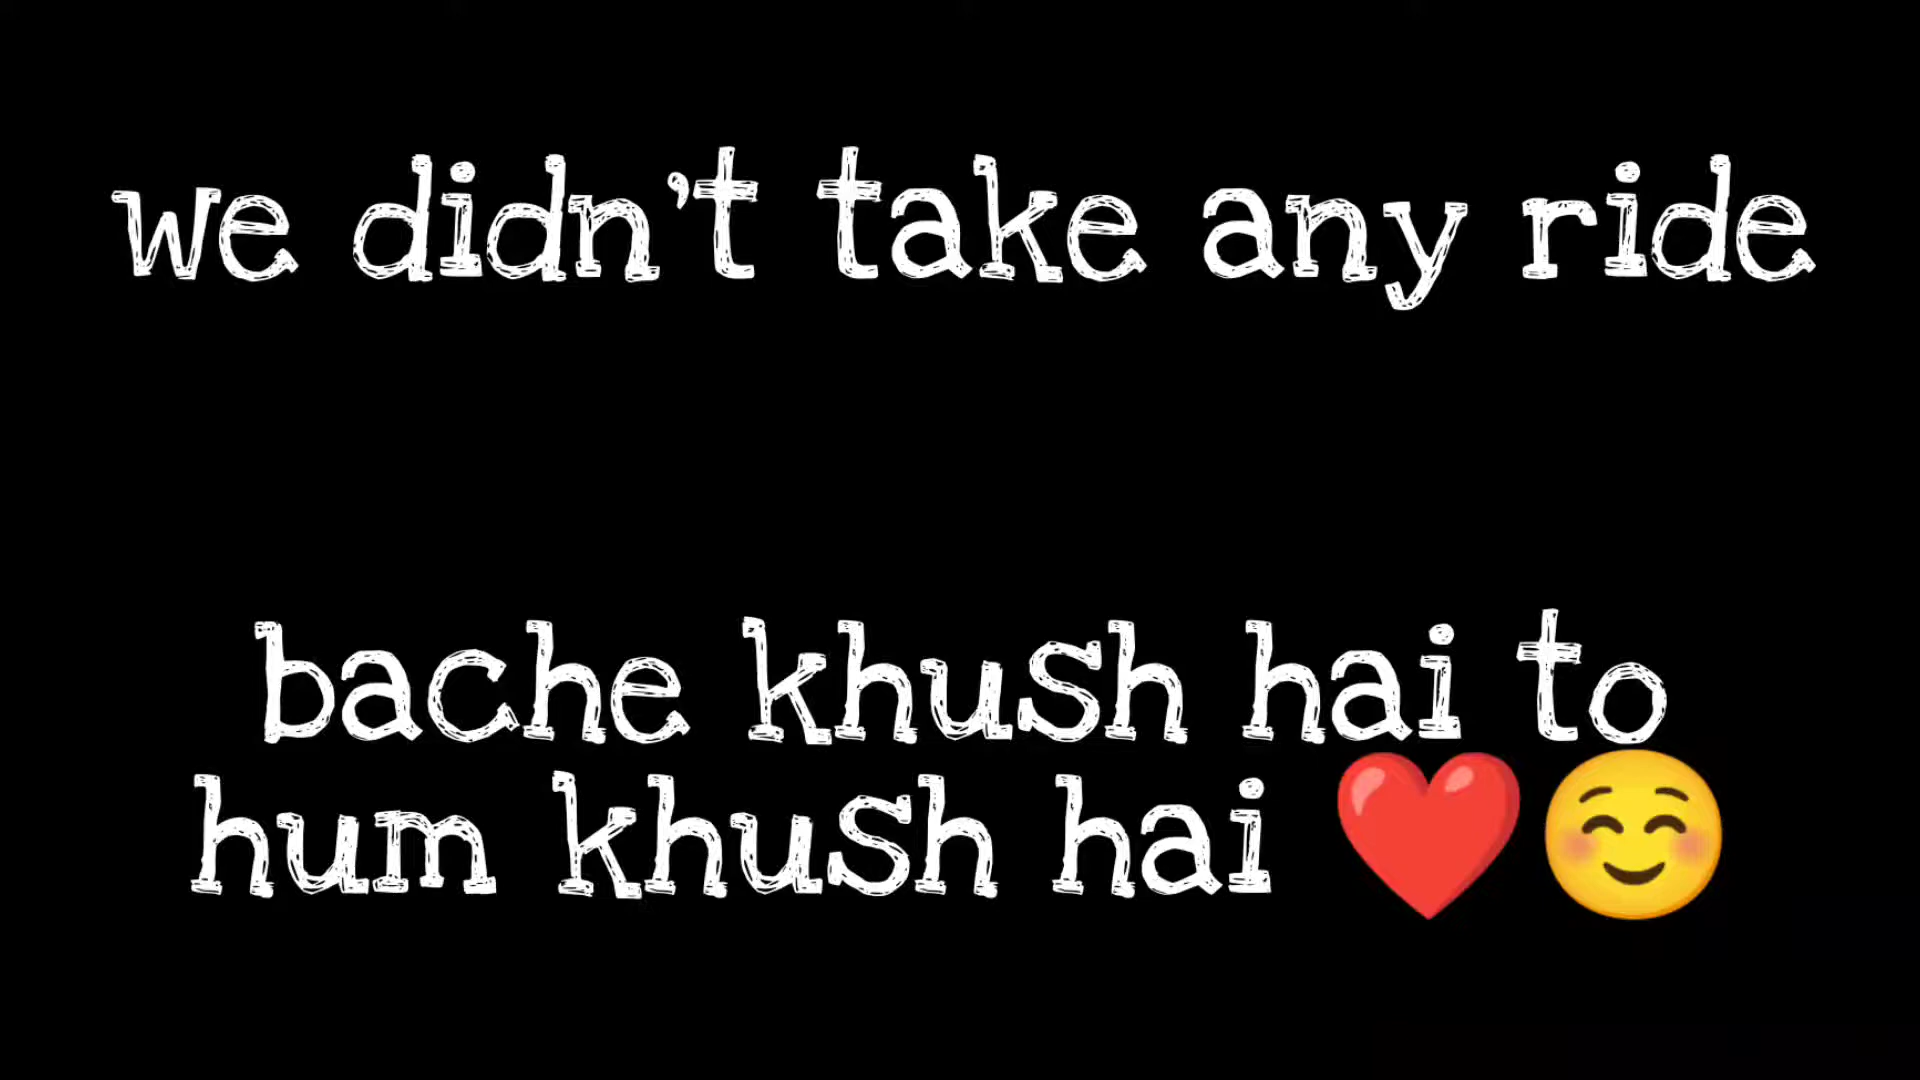 we didn't take any ride
bache khush hai to
hum khush hai ❤️☺️